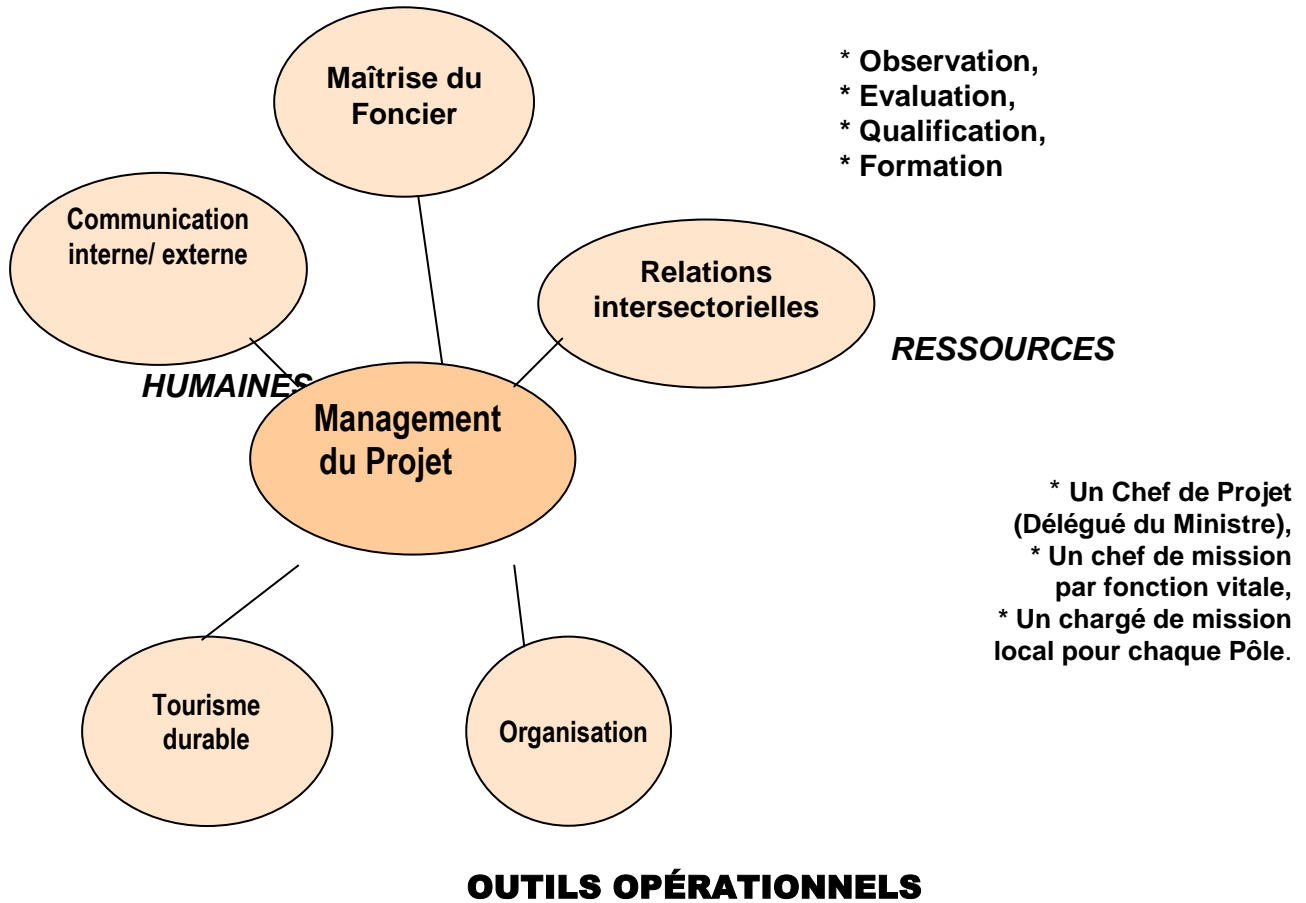 Maîtrise du
Foncier
* Observation,
* Evaluation,
* Qualification,
* Formation
Communication
interne/ externe
Relations
intersectorielles
RESSOURCES
HUMAINES
Management
du Projet
* Un Chef de Projet
(Délégué du Ministre),
* Un chef de mission
par fonction vitale,
* Un chargé de mission
local pour chaque Pôle.
Tourisme
durable
Organisation
OUTILS OPÉRATIONNELS